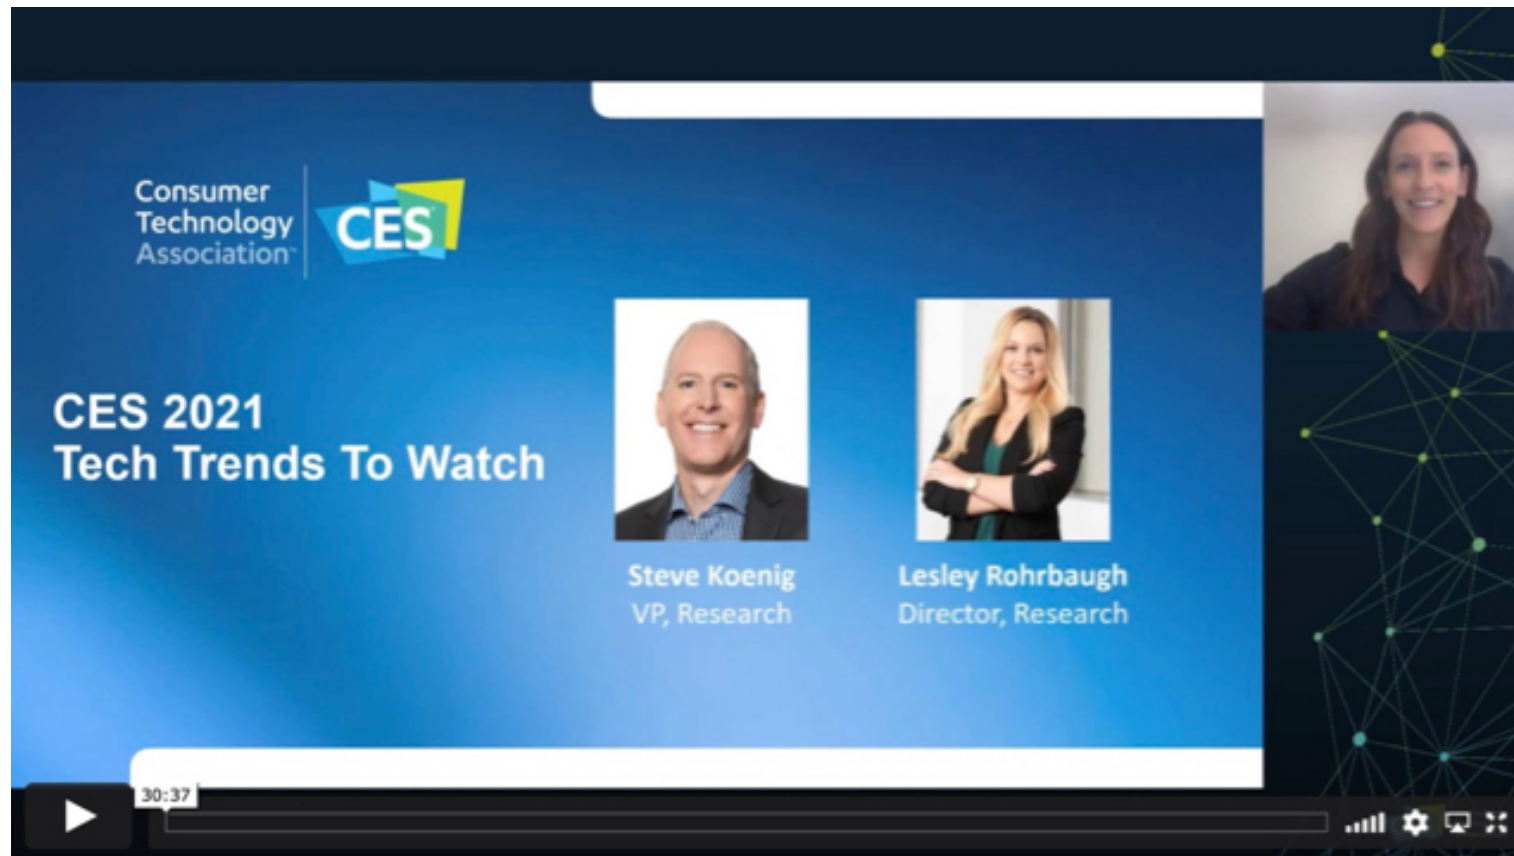 Consumer
Technology
Association™
CES
CES 2021
Tech Trends To Watch
Steve Koenig
VP, Research
Lesley Rohrbaugh
Director, Research
30:37